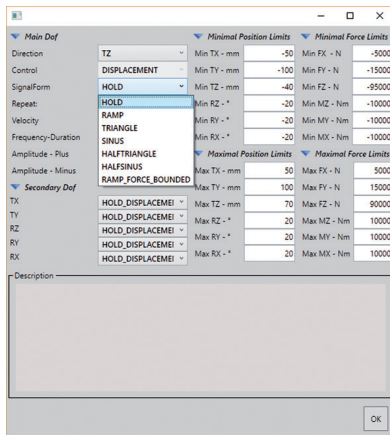 Main Dof
Direction TZ
Control DISPLACEMENT
SignalForm HOLD
Repeat:
Velocity
Frequency-Duration
Amplitude - Plus
Amplitude - Minus
HOLD
RAMP
TRIANGLE
SINUS
HALFTRIANGLE
HALFSINUS
RAMP_FORCE_BOUNDED
Secondary Dof
TX HOLD_DISPLACEMEI
TY HOLD_DISPLACEMEI
RZ HOLD_DISPLACEMEI
RY HOLD_DISPLACEMEI
RX HOLD_DISPLACEMEI
Minimal Position Limits
Min TX - mm -50
Min TY - mm -100
Min TZ - mm -40
Min RZ - ° -20
Min RY - ° -20
Min RX - ° -20
Maximal Position Limits
Max TX - mm 50
Max TY - mm 100
Max TZ - mm 70
Max RZ - ° 20
Max RY - ° 20
Max RX - ° 20
Minimal Force Limits
Min FX - N -5000
Min FY - N -15000
Min FZ - N -95000
Min MZ - Nm -10000
Min MY - Nm -10000
Min MX - Nm -10000
Maximal Force Limits
Max FX - N 5000
Max FY - N 15000
Max FZ - N 90000
Max MZ - Nm 10000
Max MY - Nm 10000
Max MX - Nm 10000
Description
OK